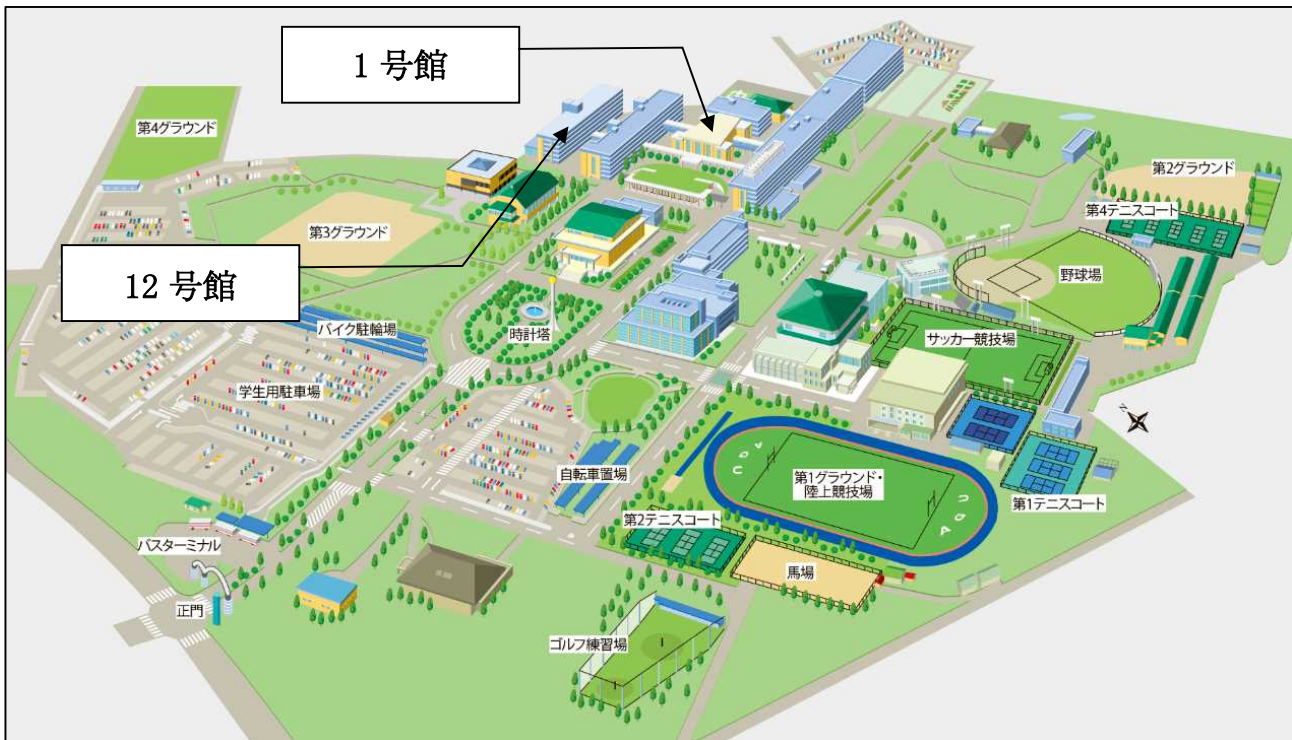 1 号館
第4グラウンド
第2グラウンド
第4テニスコート
第3グラウンド
野球場
12 号館
バイク駐輪場
時計塔
サッカー競技場
学生用駐車場
自転車置場
第1グラウンド・
陸上競技場
第1テニスコート
第2テニスコート
バスターミナル
馬場
正門
ゴルフ練習場